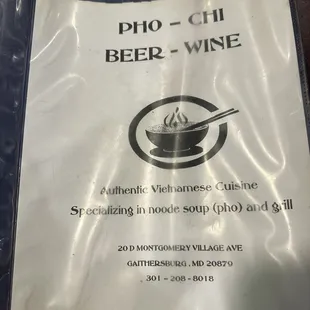 PHO - CHI
BEER - WINE
Authentic Vietnamese Cuisine
Specializing in noode soup (pho) and grill
20 D MONTGOMERY VILLAGE AVE
GAITHERSBURG , MD 20879
301 - 208 - 8018